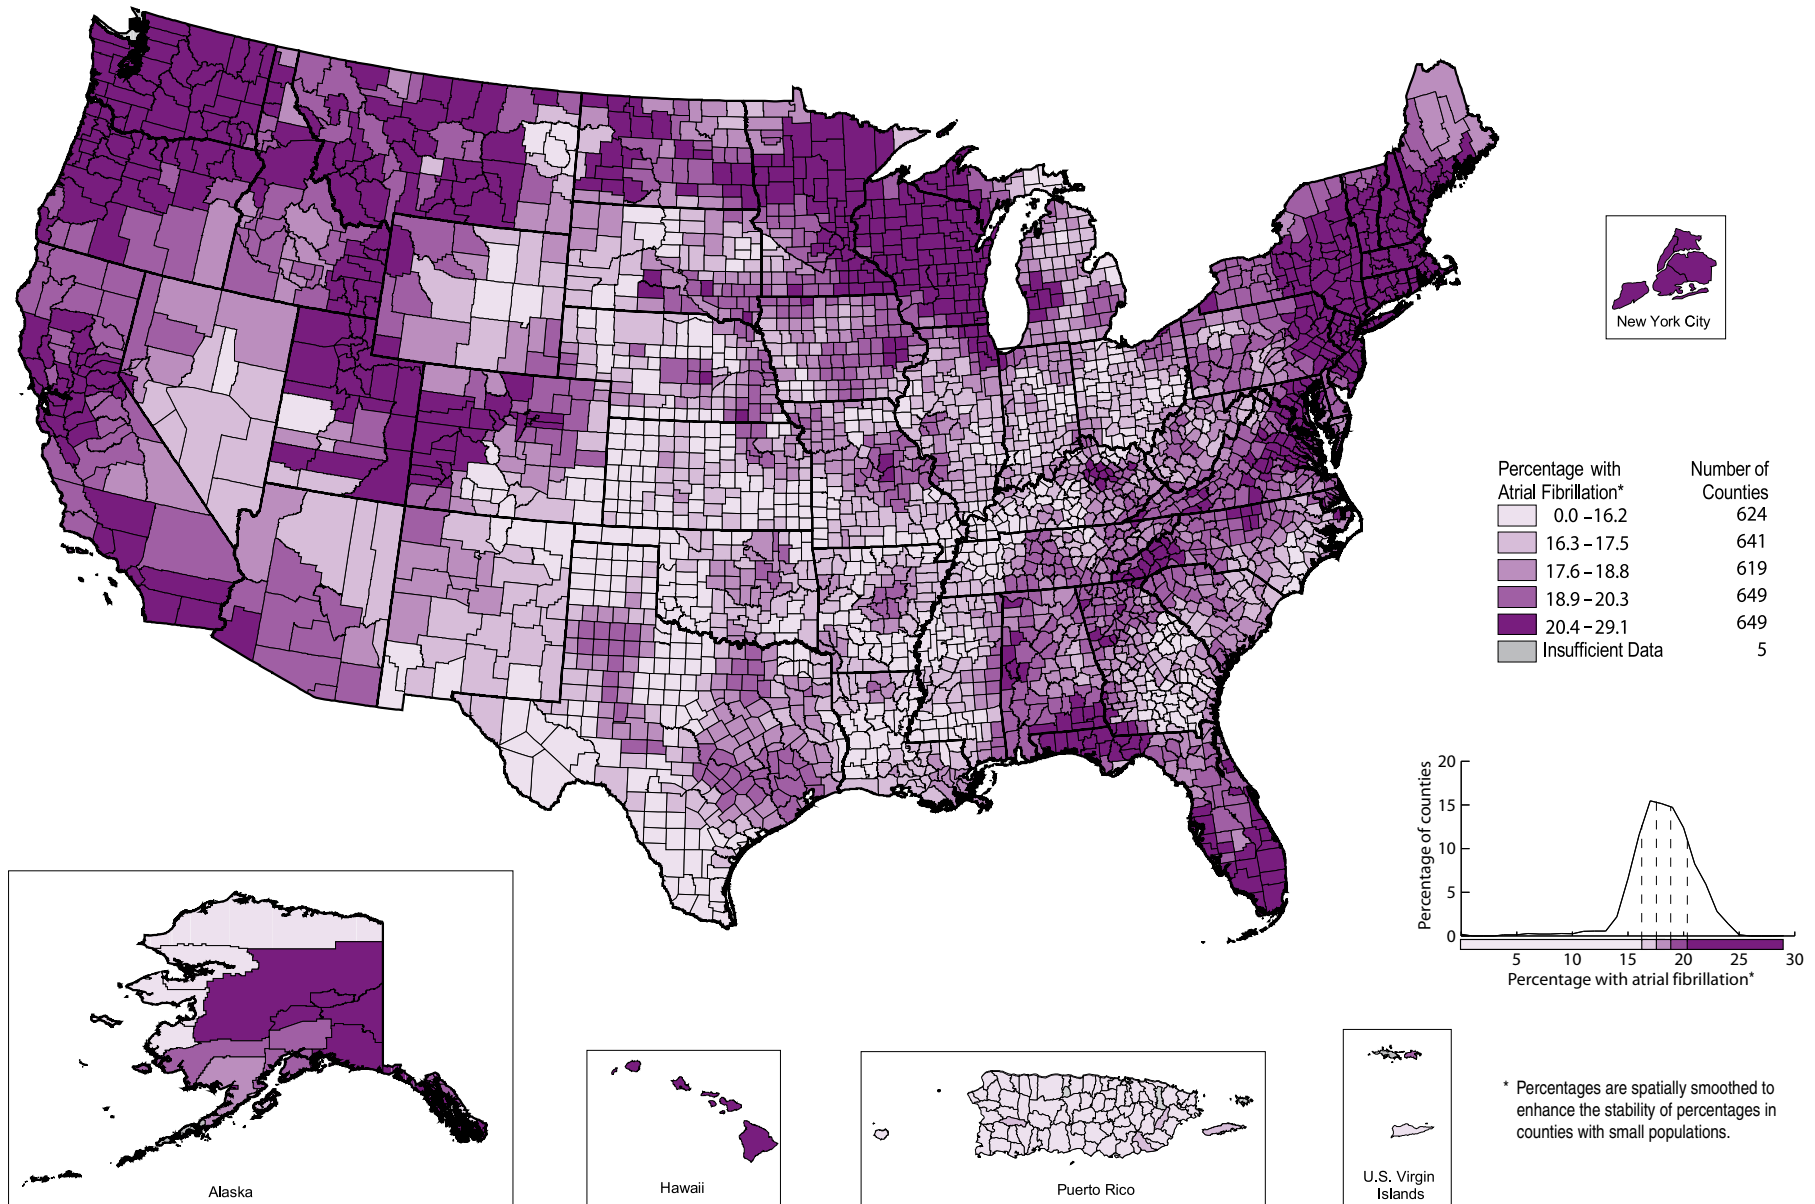 New York City
Percentage with
Atrial Fibrillation*
Number of
Counties
0.0 – 16.2 624
16.3 – 17.5 641
17.6 – 18.8 619
18.9 – 20.3 649
20.4 – 29.1 649
Insufficient Data 5
20
15
10
5
0
Percentage of counties
5 10 15 20 25 30
Percentage with atrial fibrillation*
* Percentages are spatially smoothed to
enhance the stability of percentages in
counties with small populations.
Alaska
Hawaii
Puerto Rico
U.S. Virgin
Islands